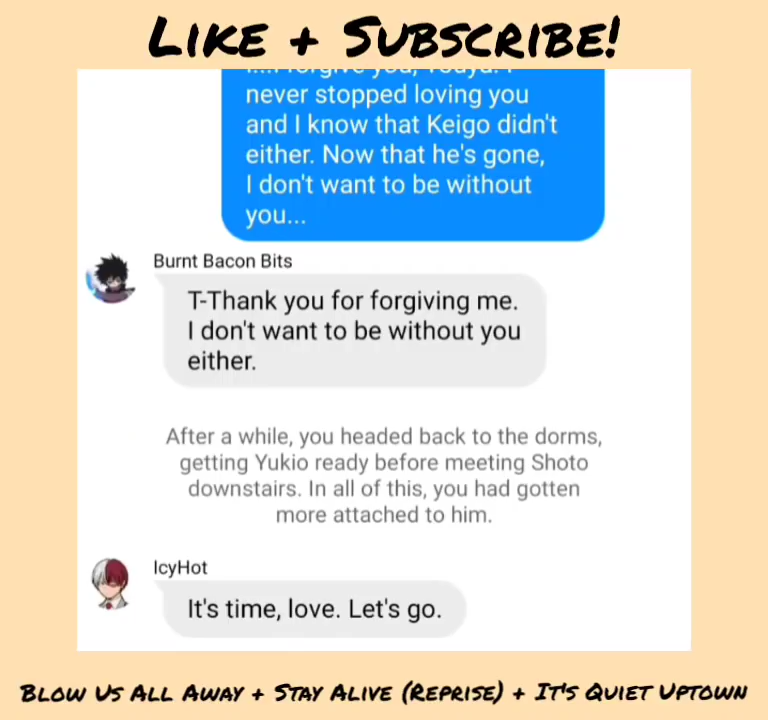 LIKE + SUBSCRIBE!
I.... forgive you, Touya. I
never stopped loving you
and I know that Keigo didn't
either. Now that he's gone,
I don't want to be without
you...
Burnt Bacon Bits
T-Thank you for forgiving me.
I don't want to be without you
either.
After a while, you headed back to the dorms,
getting Yukio ready before meeting Shoto
downstairs. In all of this, you had gotten
more attached to him.
IcyHot
It's time, love. Let's go.
BLOW US ALL AWAY + STAY ALIVE (REPRISE) + IT'S QUIET UPTOWN